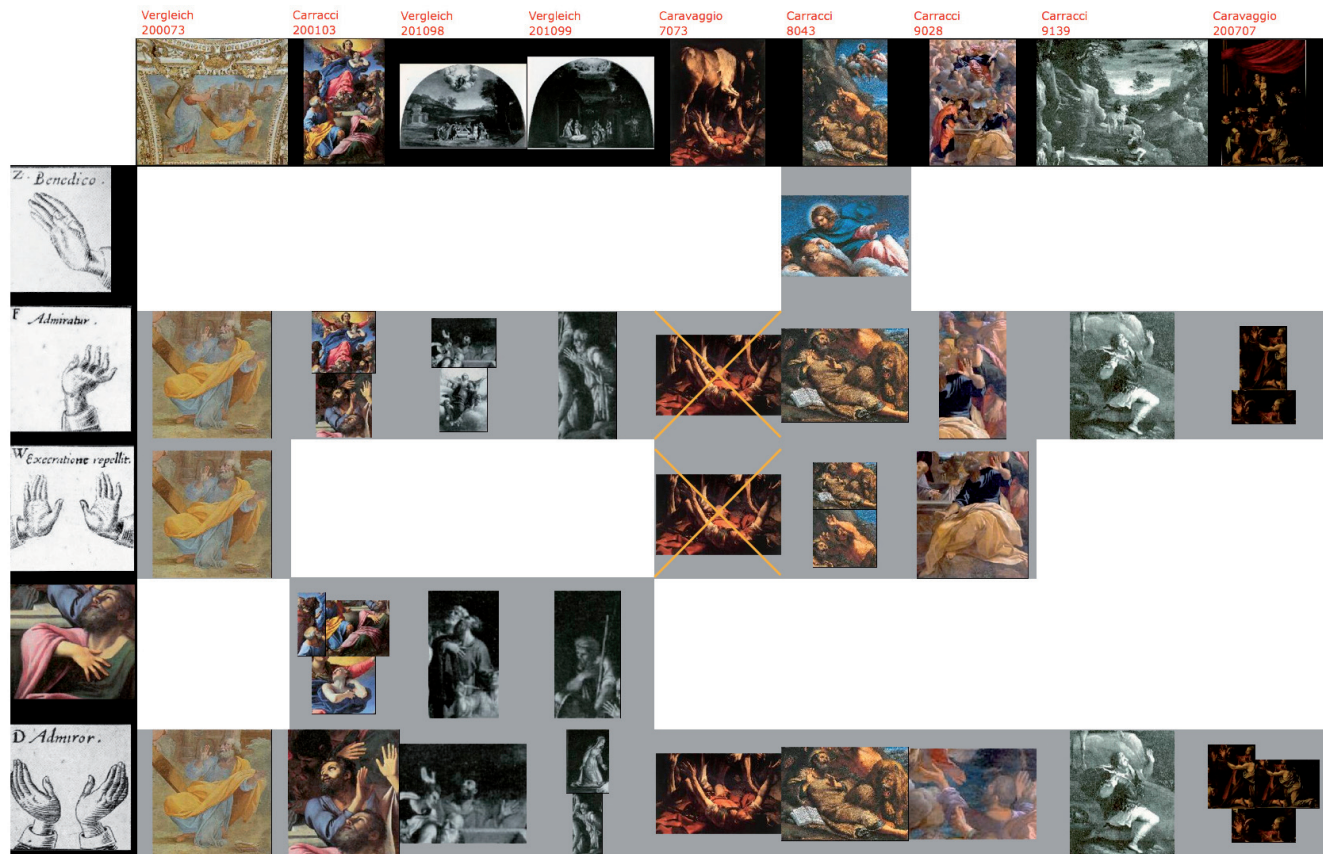 Vergleich
200073
Carracci
200103
Vergleich
201098
Vergleich
201099
Caravaggio
7073
Carracci
8043
Carracci
9028
Carracci
9139
Caravaggio
200707
Z. Benedico.
F Admiratur.
W Execratione repellit.
D Admiror.